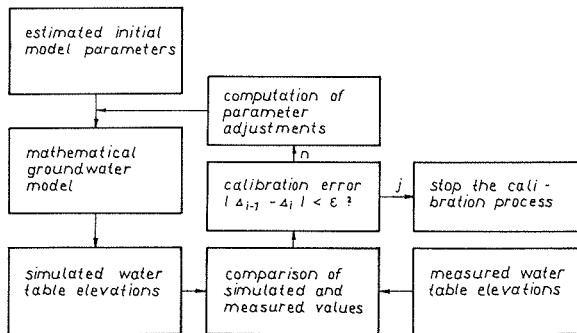 estimated initial
model parameters
computation of
parameter
adjustments
mathematical
groundwater
model
n
calibration error
| Δi-1 - Δi | < ε ?
j
stop the cali -
bration process
simulated water
table elevations
comparison of
simulated and
measured values
measured water
table elevations